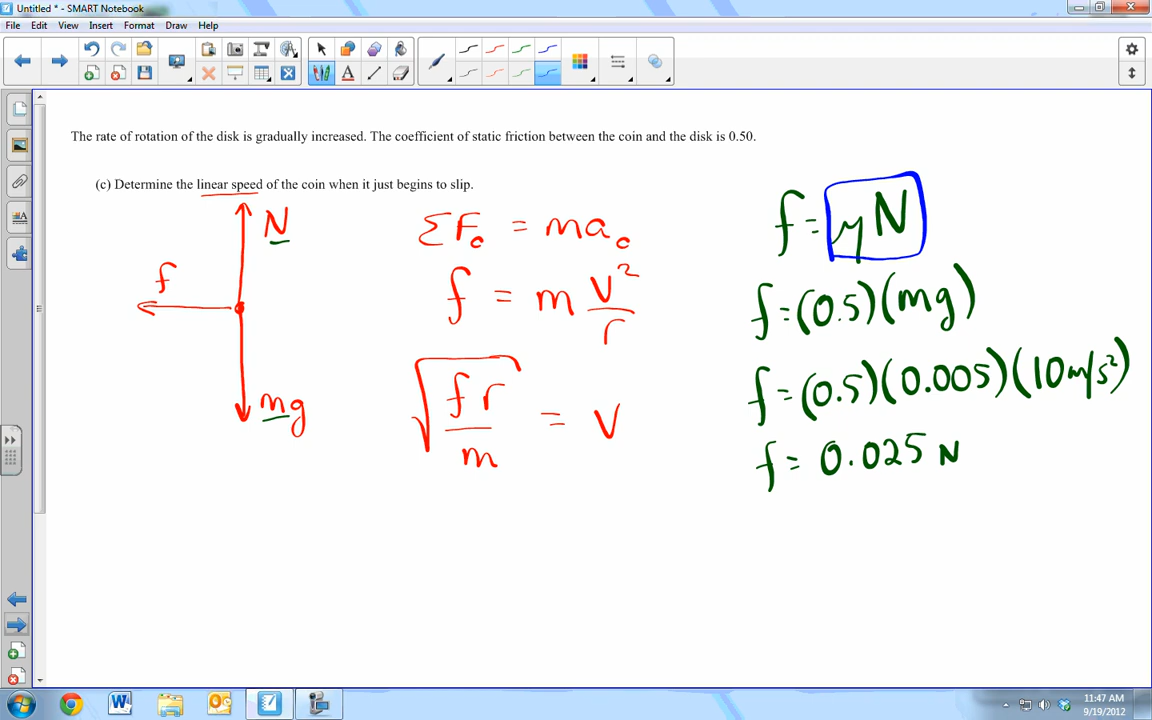 Untitled * - SMART Notebook
File Edit View Insert Format Draw Help
The rate of rotation of the disk is gradually increased. The coefficient of static friction between the coin and the disk is 0.50.
(c) Determine the linear speed of the coin when it just begins to slip.
N
f
mg
ΣF₀ = ma₀
f = m v²/r
√(fr/m) = v
f = μN
f = (0.5)(mg)
f = (0.5)(0.005)(10 m/s²)
f = 0.025 N
11:47 AM
9/19/2012